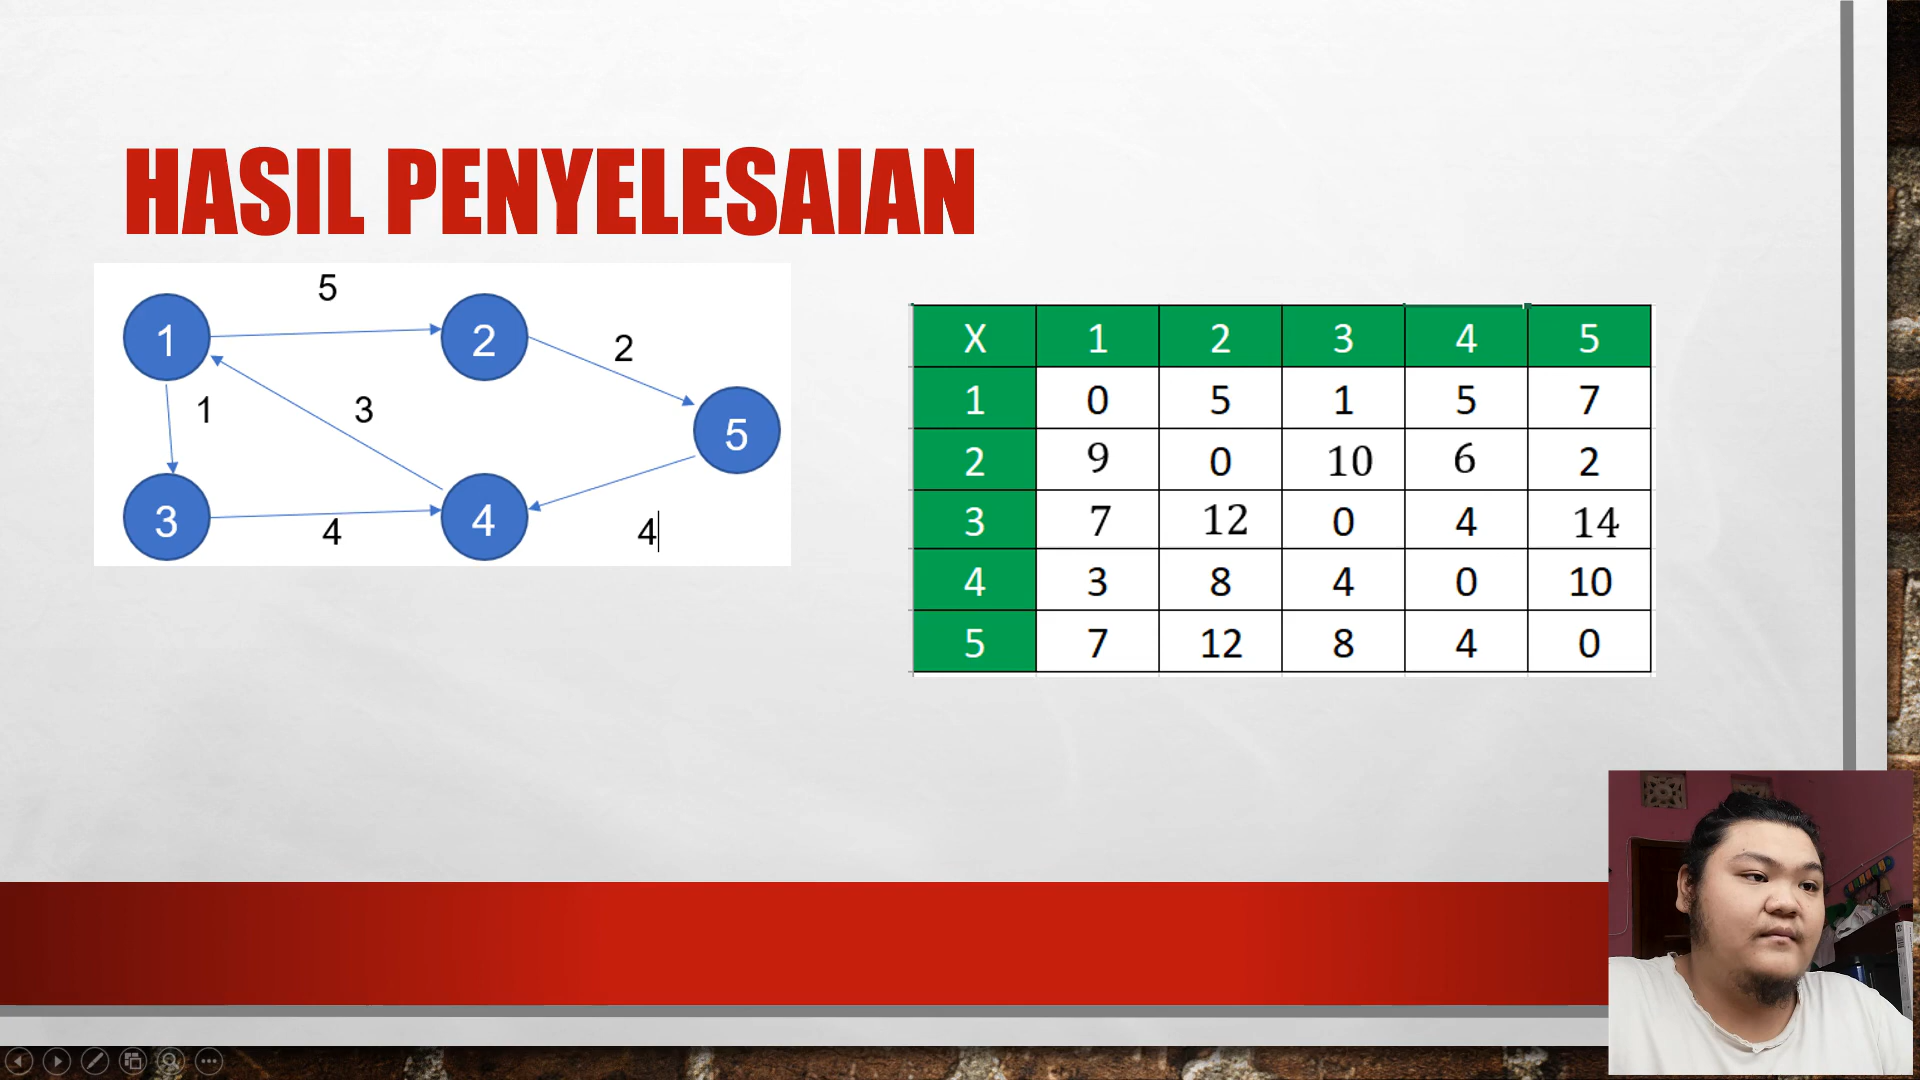 HASIL PENYELESAIAN
5
1 2
2
1 3
5
3 4
4 4
X 1 2 3 4 5
1 0 5 1 5 7
2 9 0 10 6 2
3 7 12 0 4 14
4 3 8 4 0 10
5 7 12 8 4 0